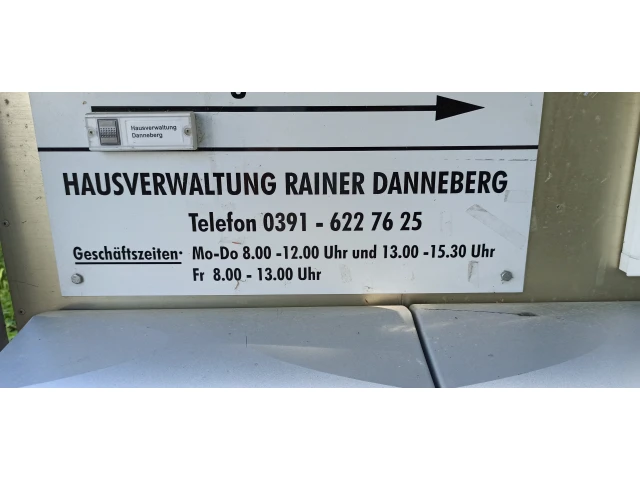 Hausverwaltung
Danneberg
HAUSVERWALTUNG RAINER DANNEBERG
Telefon 0391 - 622 76 25
Geschäftszeiten: Mo-Do 8.00 -12.00 Uhr und 13.00 -15.30 Uhr
Fr 8.00 - 13.00 Uhr